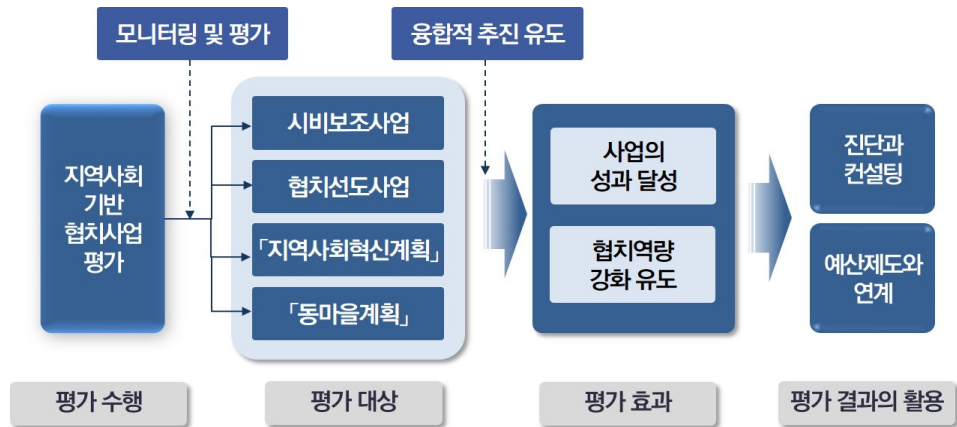 모니터링 및 평가
융합적 추진 유도
지역사회
기반
협치사업
평가
시비보조사업
협치선도사업
「지역사회혁신계획」
「동마을계획」
사업의
성과 달성
협치역량
강화 유도
진단과
컨설팅
예산제도와
연계
평가 수행
평가 대상
평가 효과
평가 결과의 활용